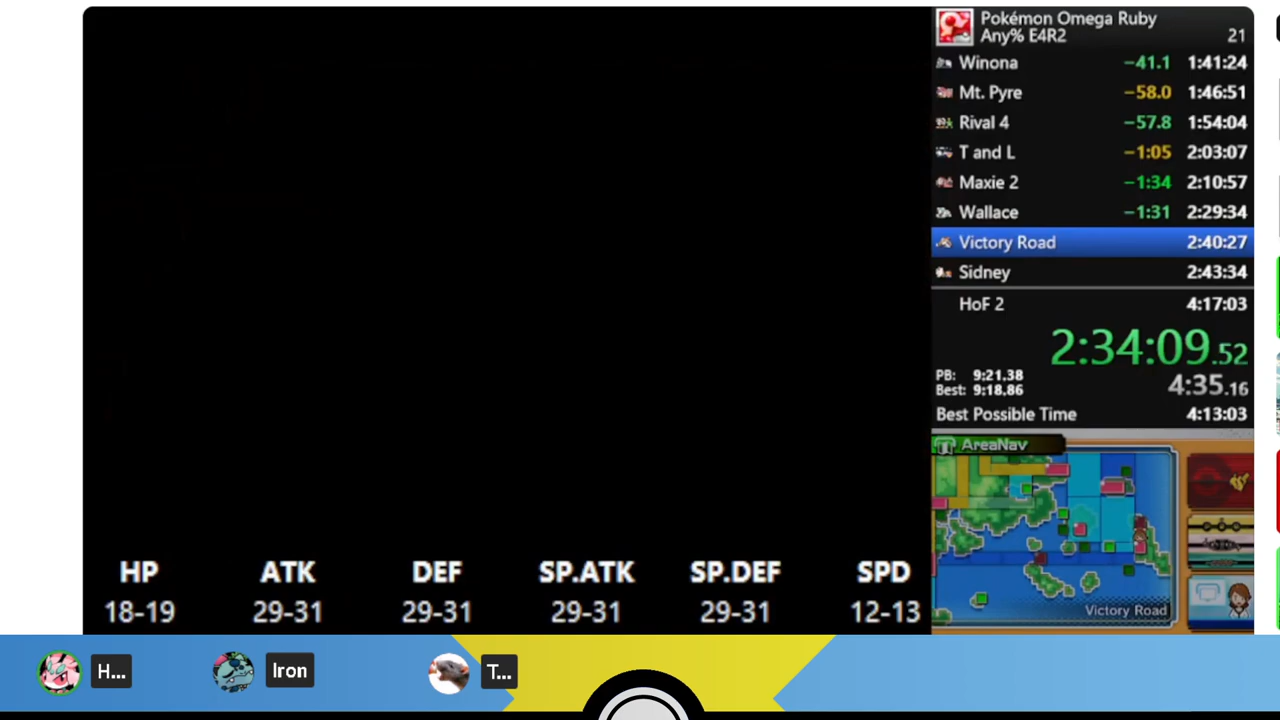 Pokémon Omega Ruby
Any% E4R2 21
Winona -41.1 1:41:24
Mt. Pyre -58.0 1:46:51
Rival 4 -57.8 1:54:04
T and L -1:05 2:03:07
Maxie 2 -1:34 2:10:57
Wallace -1:31 2:29:34
Victory Road 2:40:27
Sidney 2:43:34
HoF 2 4:17:03
2:34:09.52
PB: 9:21.38
Best: 9:18.86
4:35.16
Best Possible Time 4:13:03
AreaNav
Victory Road
HP ATK DEF SP.ATK SP.DEF SPD
18-19 29-31 29-31 29-31 29-31 12-13
H... Iron T...